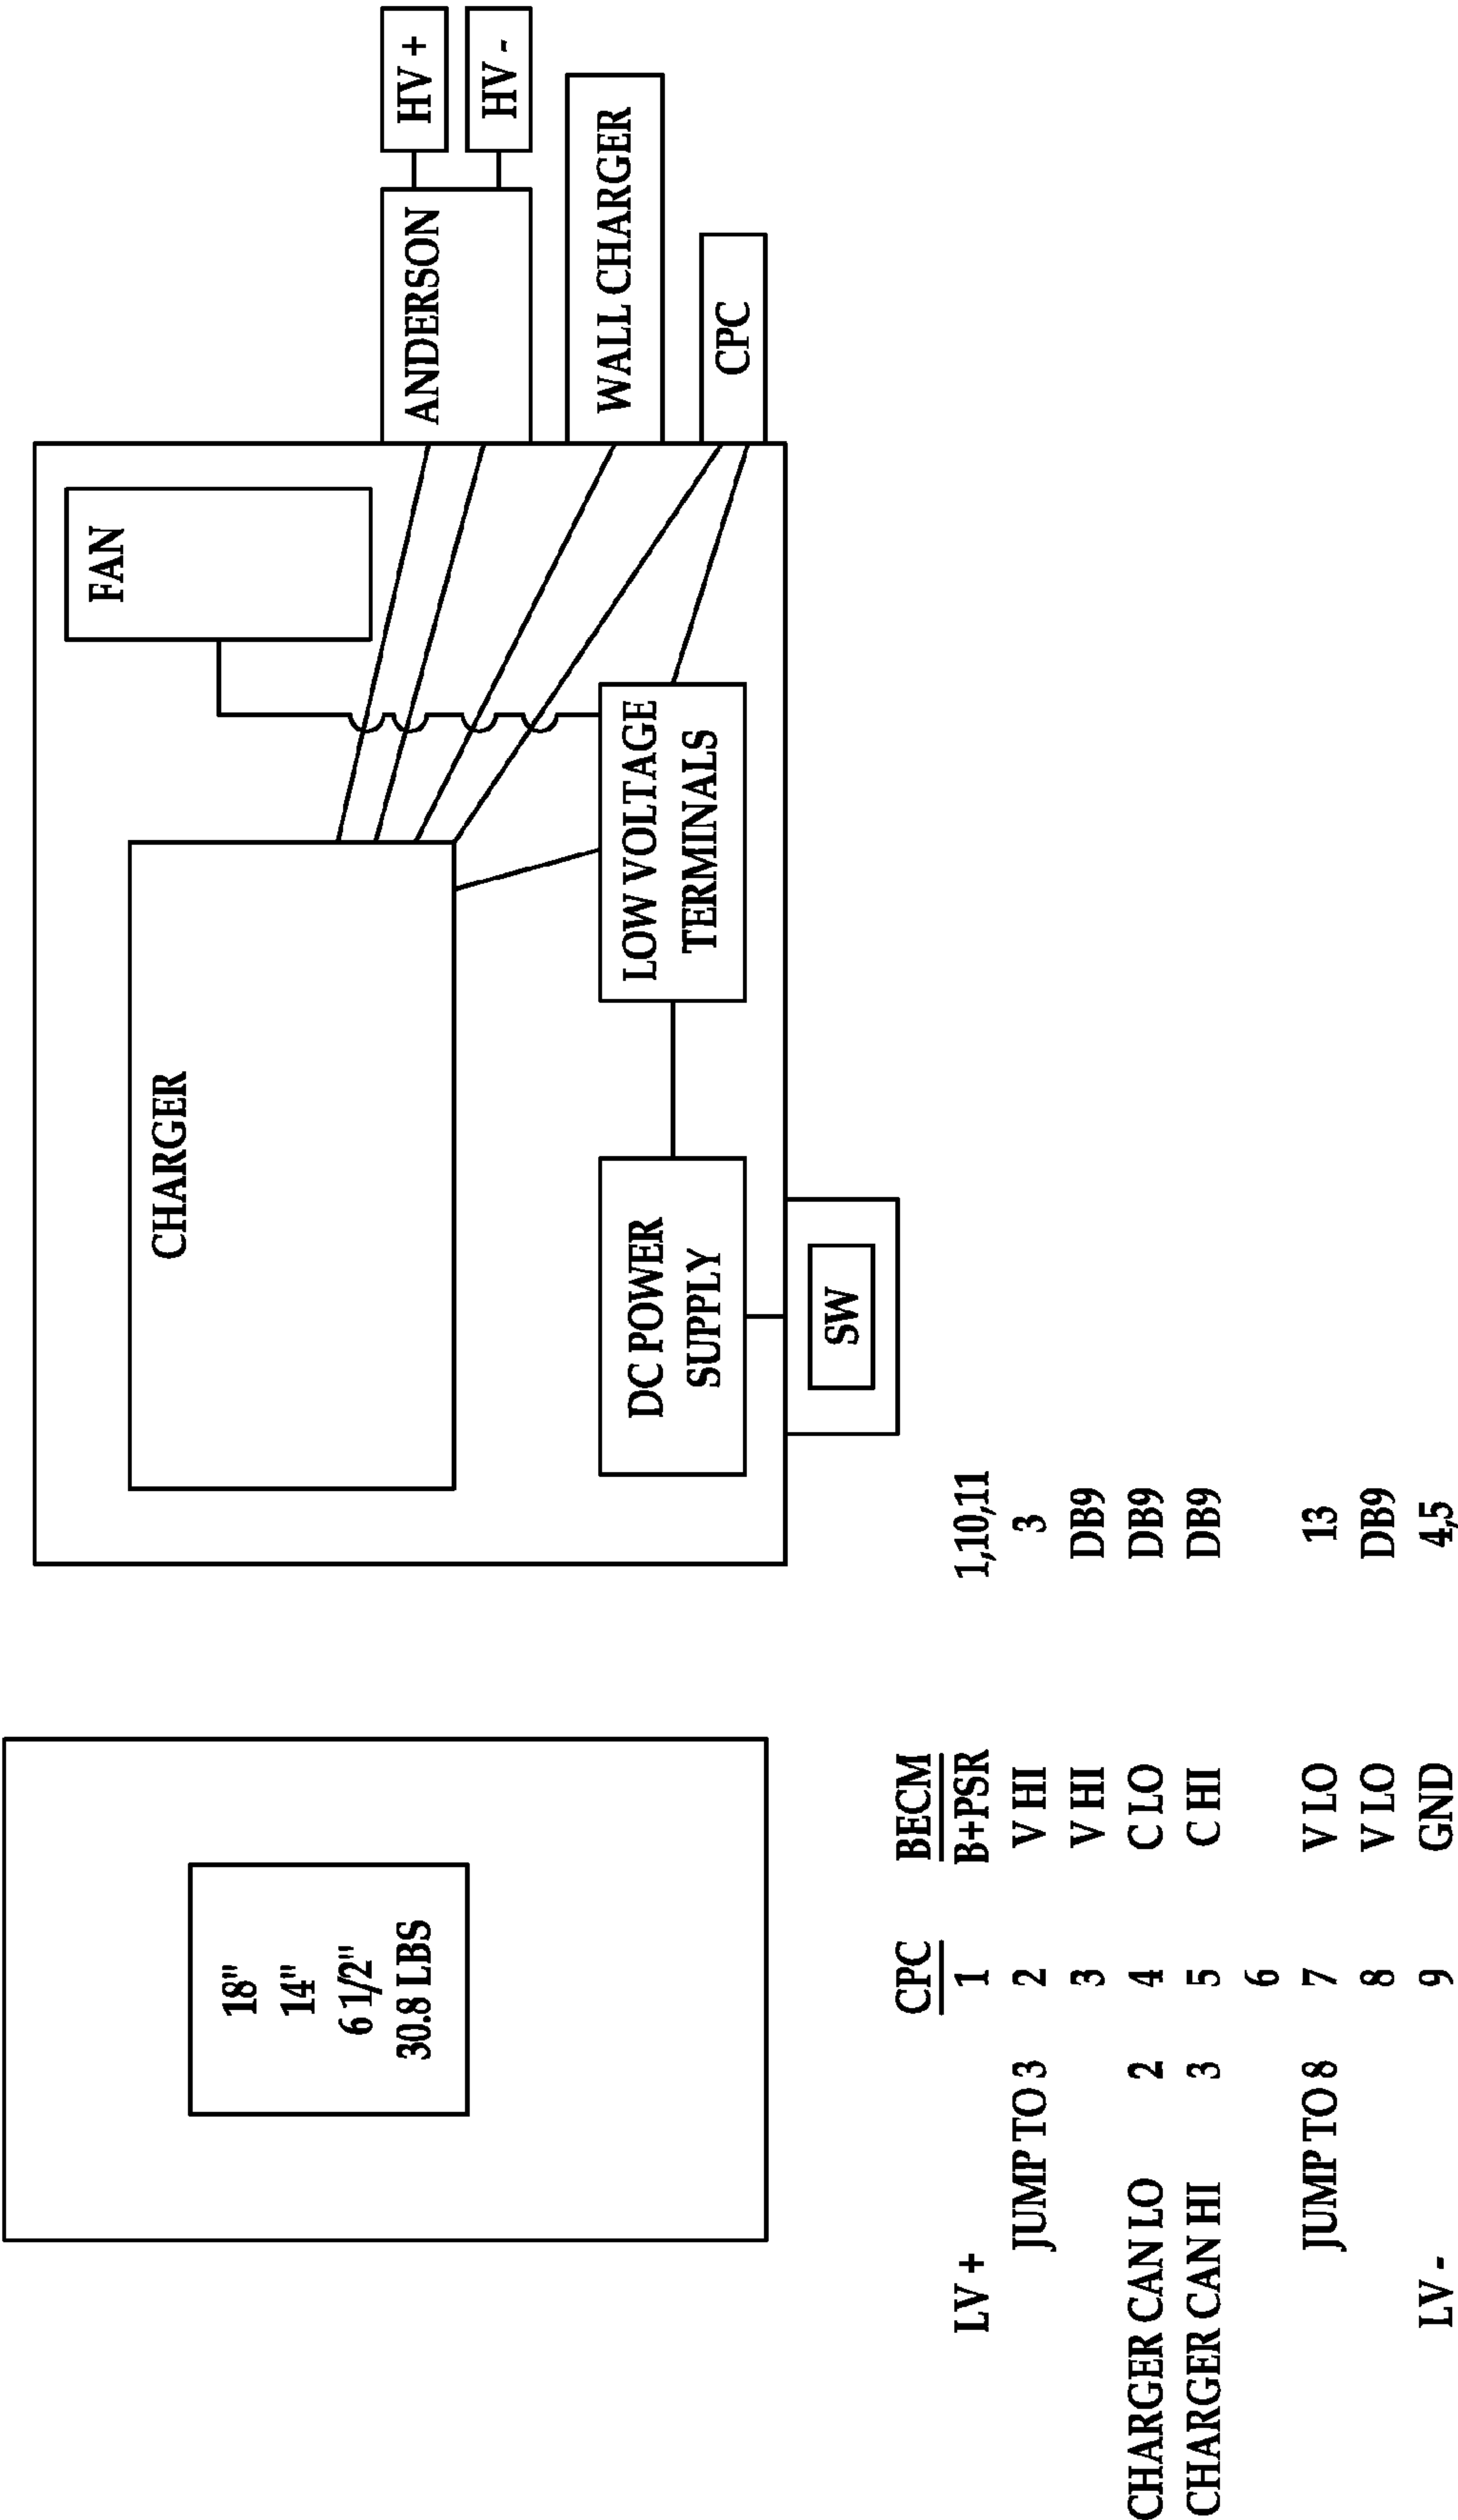 18"
14"
6 1/2"
30.8 LBS
FAN
CHARGER
HV +
HV -
ANDERSON
WALL CHARGER
DC POWER
SUPPLY
LOW VOLTAGE
TERMINALS
CPC
SW
CPC BECM
LV + 1 B+PSR 1,10,11
JUMP TO 3 2 V HI 3
3 V HI DB9
CHARGER CAN LO 2 4 C LO DB9
CHARGER CAN HI 3 5 C HI DB9
6
JUMP TO 8 7 V LO 13
8 V LO DB9
LV - 9 GND 4,5